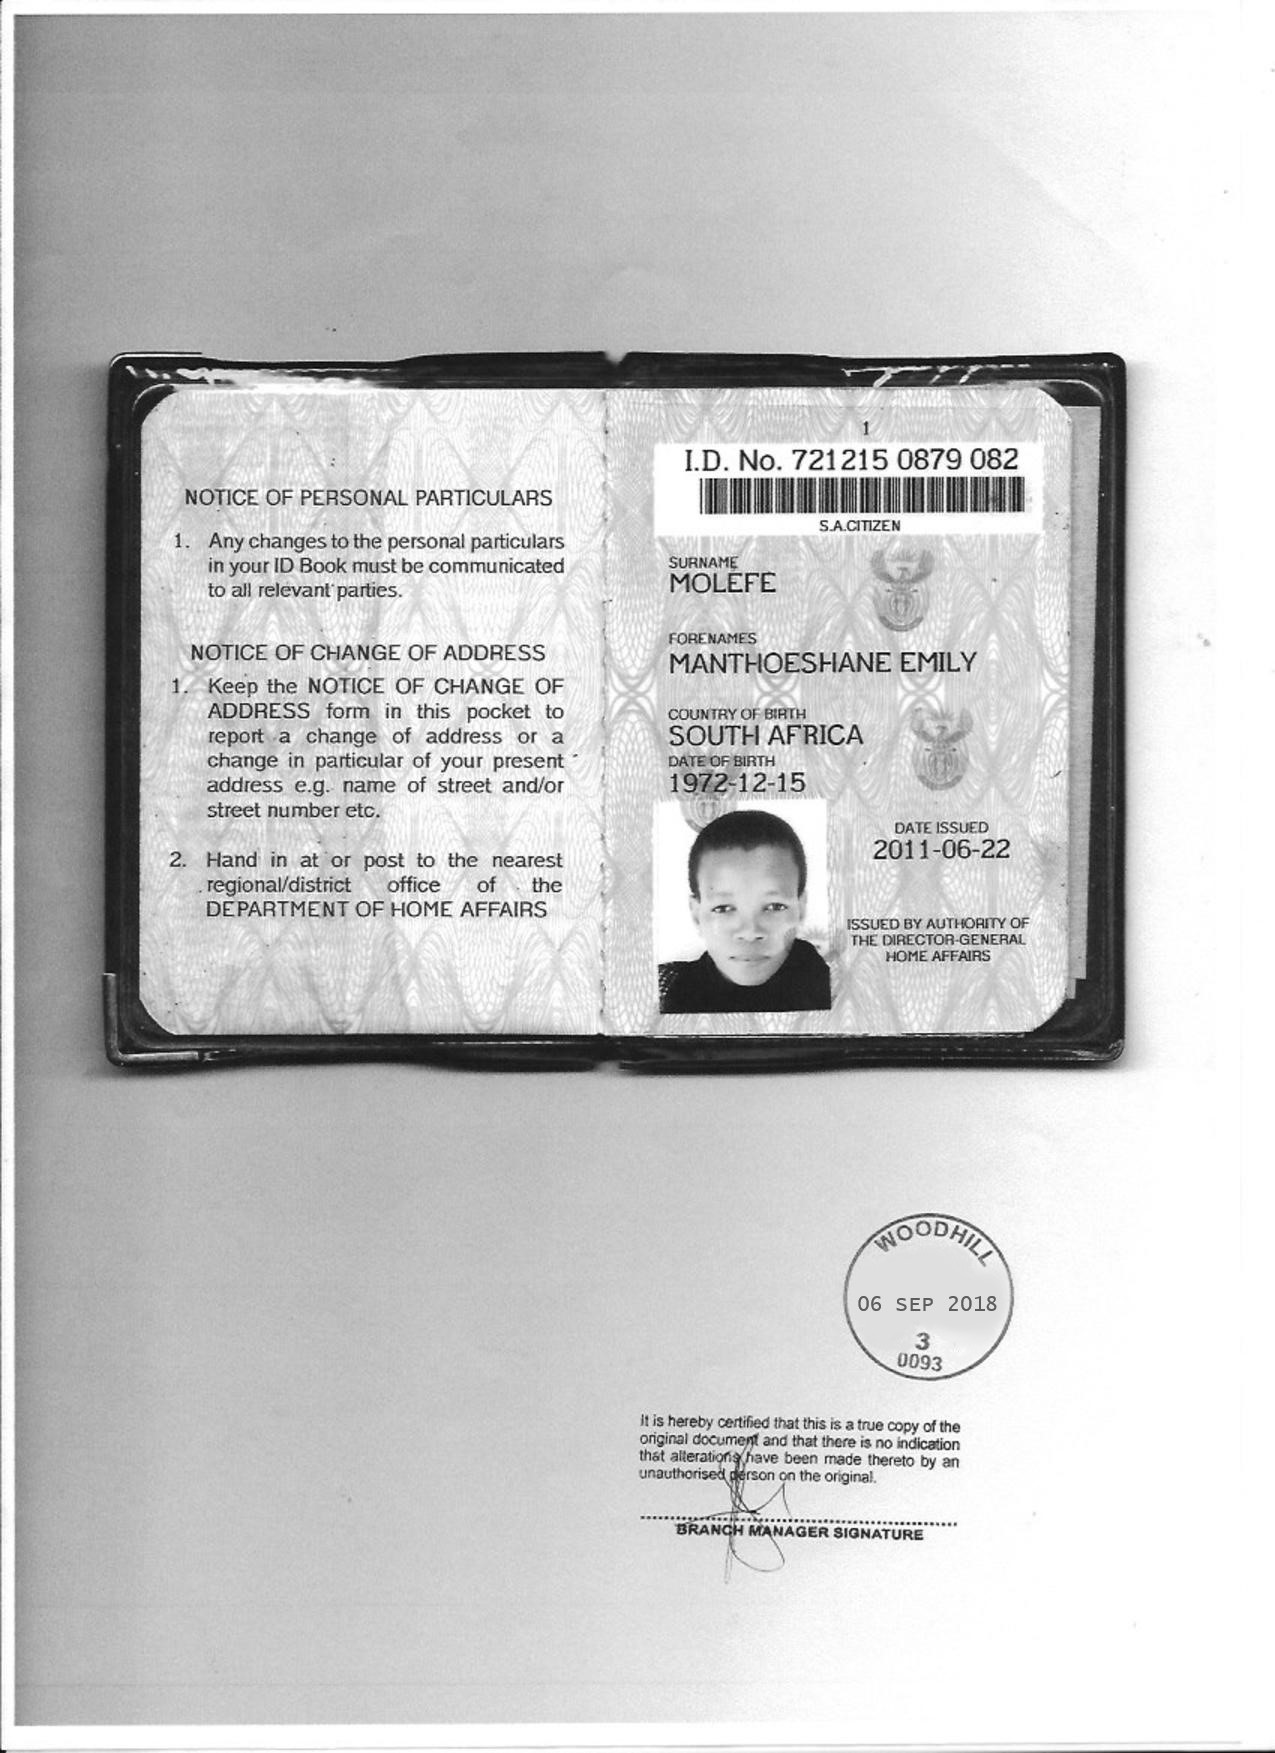 NOTICE OF PERSONAL PARTICULARS
1. Any changes to the personal particulars
in your ID Book must be communicated
to all relevant parties.
NOTICE OF CHANGE OF ADDRESS
1. Keep the NOTICE OF CHANGE OF
ADDRESS form in this pocket to
report a change of address or a
change in particular of your present
address e.g. name of street and/or
street number etc.
2. Hand in at or post to the nearest
regional/district office of the
DEPARTMENT OF HOME AFFAIRS
1
I.D. No. 721215 0879 082
S.A.CITIZEN
SURNAME
MOLEFE
FORENAMES
MANTHOESHANE EMILY
COUNTRY OF BIRTH
SOUTH AFRICA
DATE OF BIRTH
1972-12-15
DATE ISSUED
2011-06-22
ISSUED BY AUTHORITY OF
THE DIRECTOR-GENERAL
HOME AFFAIRS
WOODHILL
06 SEP 2018
3
0093
It is hereby certified that this is a true copy of the
original document and that there is no indication
that alterations have been made thereto by an
unauthorised person on the original.
BRANCH MANAGER SIGNATURE